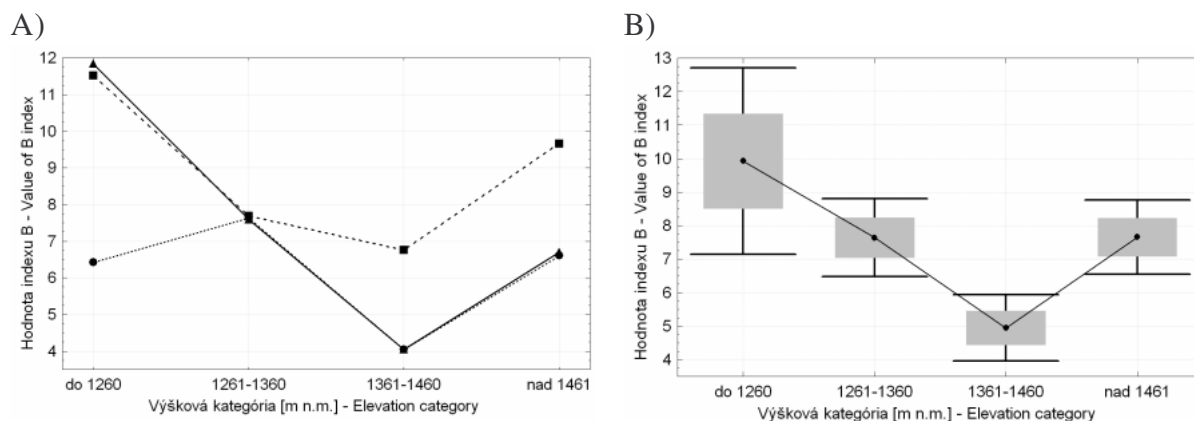 A)
12
11
10
9
8
7
6
5
4
Hodnota indexu B - Value of B index
do 1260 1261-1360 1361-1460 nad 1461
Výšková kategória [m n.m.] - Elevation category
B)
13
12
11
10
9
8
7
6
5
4
Hodnota indexu B - Value of B index
do 1260 1261-1360 1361-1460 nad 1461
Výšková kategória [m n.m.] - Elevation category